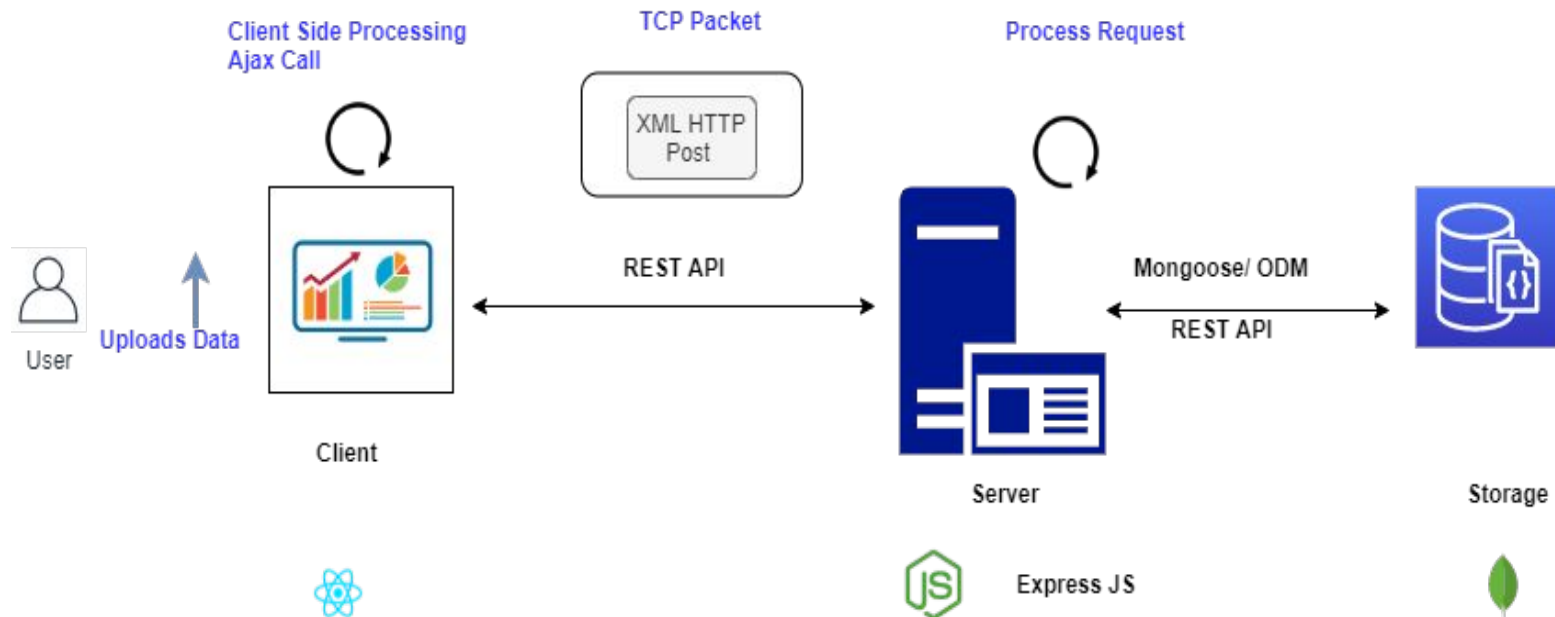 Client Side Processing
Ajax Call
TCP Packet
Process Request
XML HTTP
Post
REST API
Mongoose/ ODM
REST API
Uploads Data
User
Client
Server
Storage
JS
Express JS